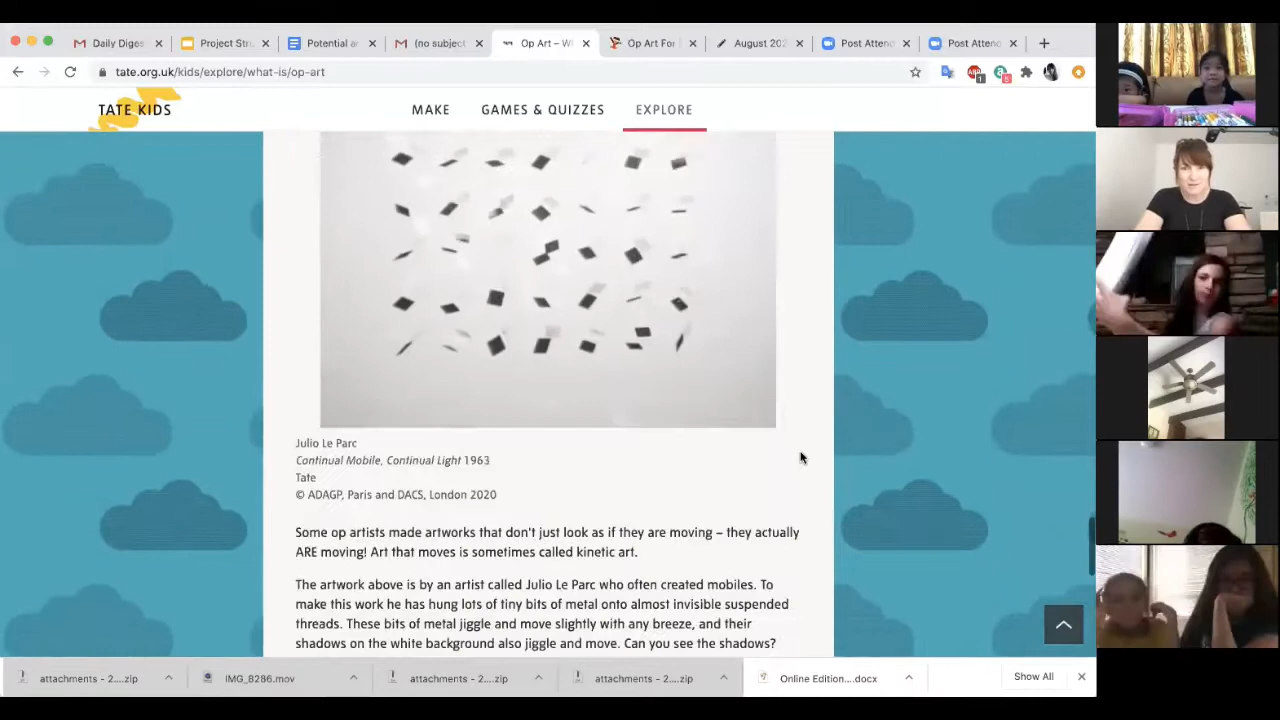 Daily Diges
Project Stru
Potential ar
(no subject
Op Art – Wi
Op Art For
August 202
Post Attend
Post Attend
tate.org.uk/kids/explore/what-is/op-art
1
6
TATE KIDS
MAKE
GAMES & QUIZZES
EXPLORE
Julio Le Parc
Continual Mobile, Continual Light 1963
Tate
© ADAGP, Paris and DACS, London 2020
Some op artists made artworks that don't just look as if they are moving – they actually
ARE moving! Art that moves is sometimes called kinetic art.
The artwork above is by an artist called Julio Le Parc who often created mobiles. To
make this work he has hung lots of tiny bits of metal onto almost invisible suspended
threads. These bits of metal jiggle and move slightly with any breeze, and their
shadows on the white background also jiggle and move. Can you see the shadows?
attachments - 2....zip
IMG_8286.mov
attachments - 2....zip
attachments - 2....zip
Online Edition....docx
Show All